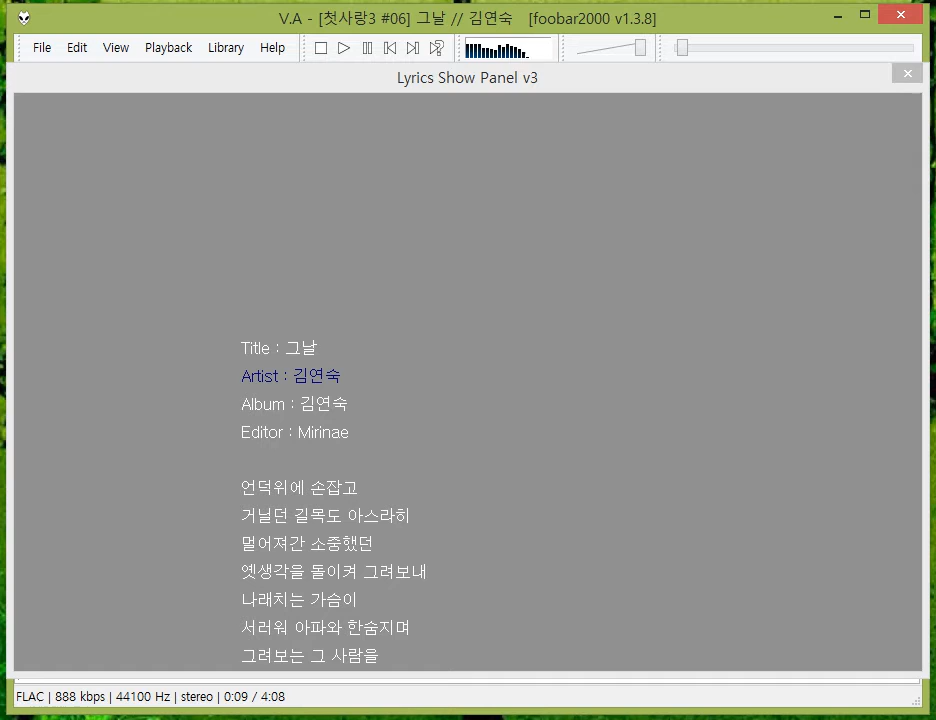 V.A - [첫사랑3 #06] 그날 // 김연숙 [foobar2000 v1.3.8]
File Edit View Playback Library Help
Lyrics Show Panel v3
Title : 그날
Artist : 김연숙
Album : 김연숙
Editor : Mirinae
언덕위에 손잡고
거닐던 길목도 아스라히
멀어져간 소중했던
옛생각을 돌이켜 그려보내
나래치는 가슴이
서러워 아파와 한숨지며
그려보는 그 사람을
FLAC | 888 kbps | 44100 Hz | stereo | 0:09 / 4:08